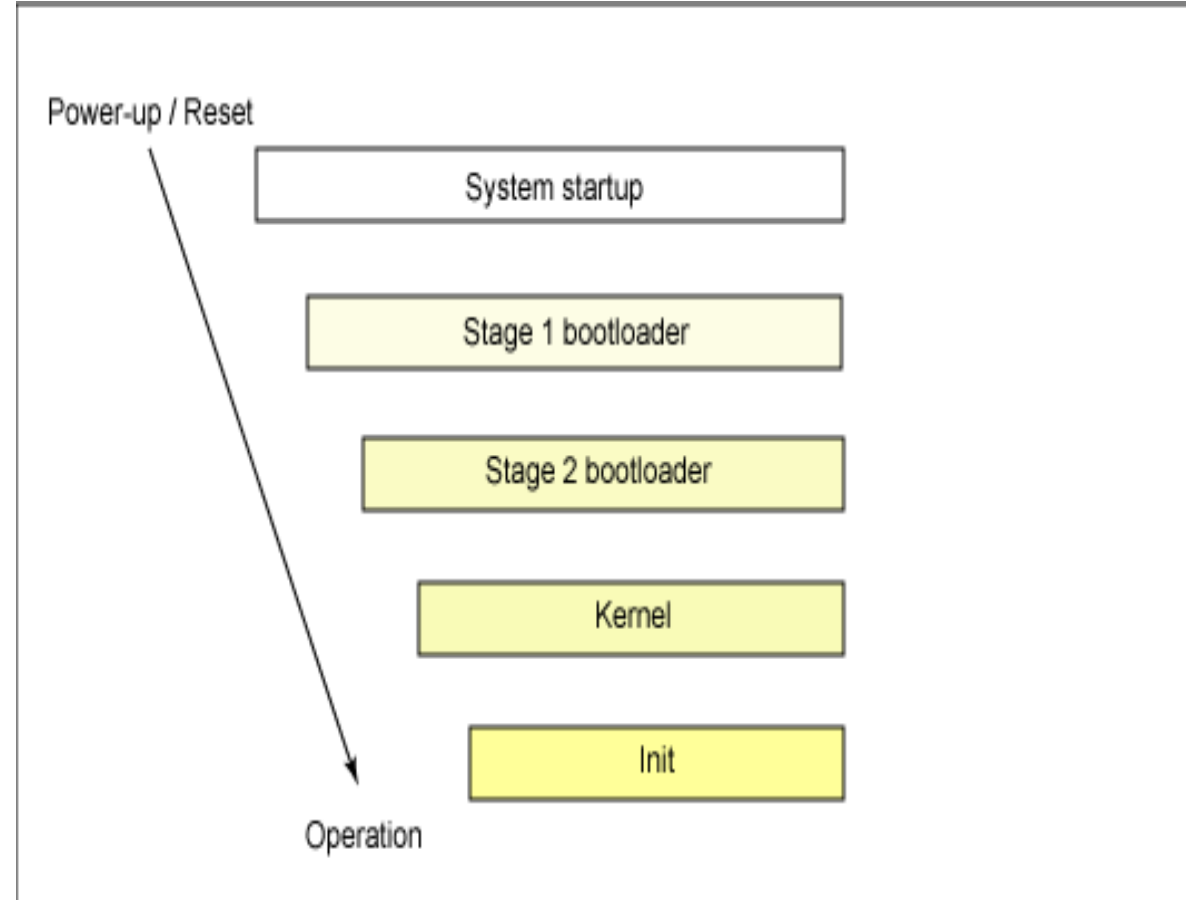 Power-up / Reset
System startup
Stage 1 bootloader
Stage 2 bootloader
Kernel
Init
Operation